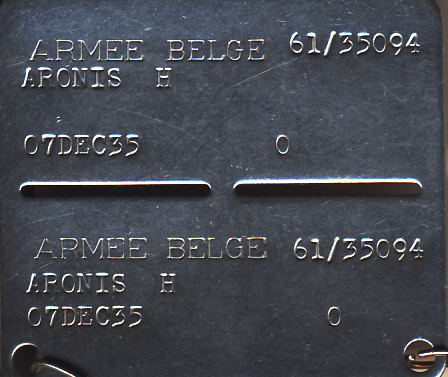 ARMEE BELGE 61/35094
ARONIS H
07DEC35 O
ARMEE BELGE 61/35094
ARONIS H
07DEC35 O